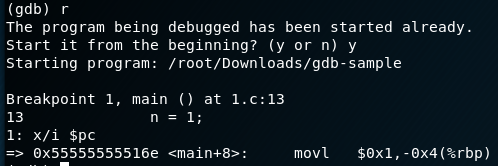 (gdb) r
The program being debugged has been started already.
Start it from the beginning? (y or n) y
Starting program: /root/Downloads/gdb-sample
Breakpoint 1, main () at 1.c:13
13 n = 1;
1: x/i $pc
=> 0x55555555516e <main+8>: movl $0x1,-0x4(%rbp)